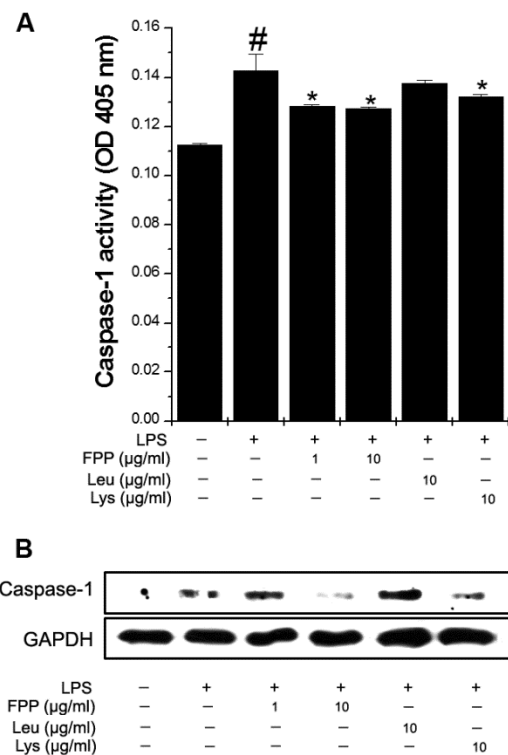 A
Caspase-1 activity (OD 405 nm)
0.16
0.14
0.12
0.10
0.08
0.06
0.04
0.02
0.00
#
* * *
LPS – + + + + +
FPP (µg/ml) – – 1 10 – –
Leu (µg/ml) – – – – 10 –
Lys (µg/ml) – – – – – 10
B
Caspase-1
GAPDH
LPS – + + + + +
FPP (µg/ml) – – 1 10 – –
Leu (µg/ml) – – – – 10 –
Lys (µg/ml) – – – – – 10